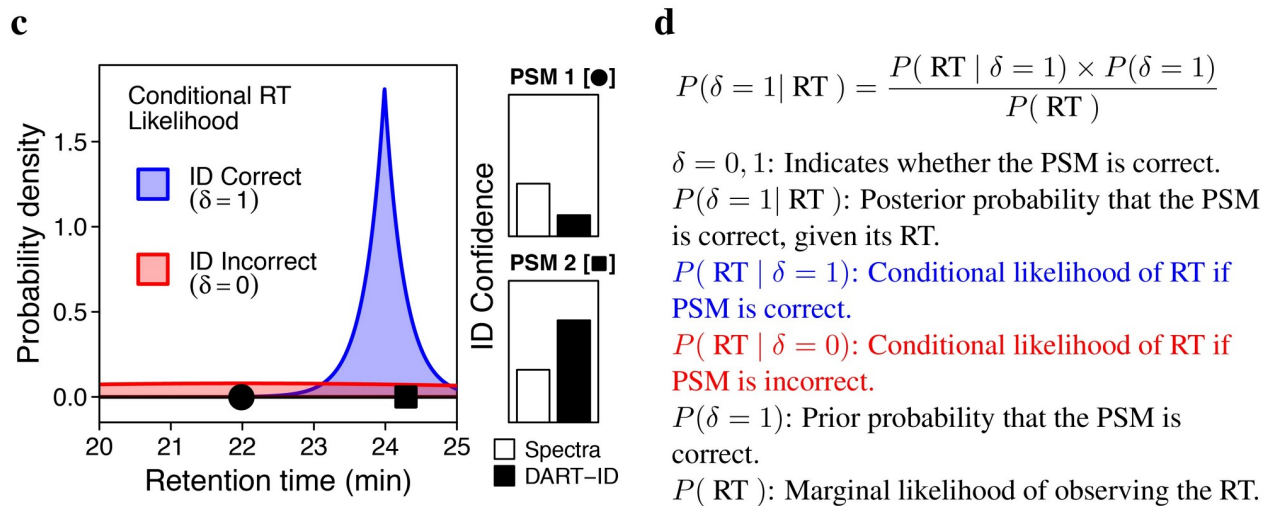 c
Conditional RT
Likelihood
ID Correct
(δ = 1)
ID Incorrect
(δ = 0)
Probability density
1.5
1.0
0.5
0.0
20 21 22 23 24 25
Retention time (min)
ID Confidence
PSM 1 [●]
PSM 2 [■]
Spectra
DART−ID
d
P(δ = 1| RT ) = P( RT | δ = 1) × P(δ = 1) / P( RT )
δ = 0, 1: Indicates whether the PSM is correct.
P(δ = 1| RT ): Posterior probability that the PSM
is correct, given its RT.
P( RT | δ = 1): Conditional likelihood of RT if
PSM is correct.
P( RT | δ = 0): Conditional likelihood of RT if
PSM is incorrect.
P(δ = 1): Prior probability that the PSM is
correct.
P( RT ): Marginal likelihood of observing the RT.